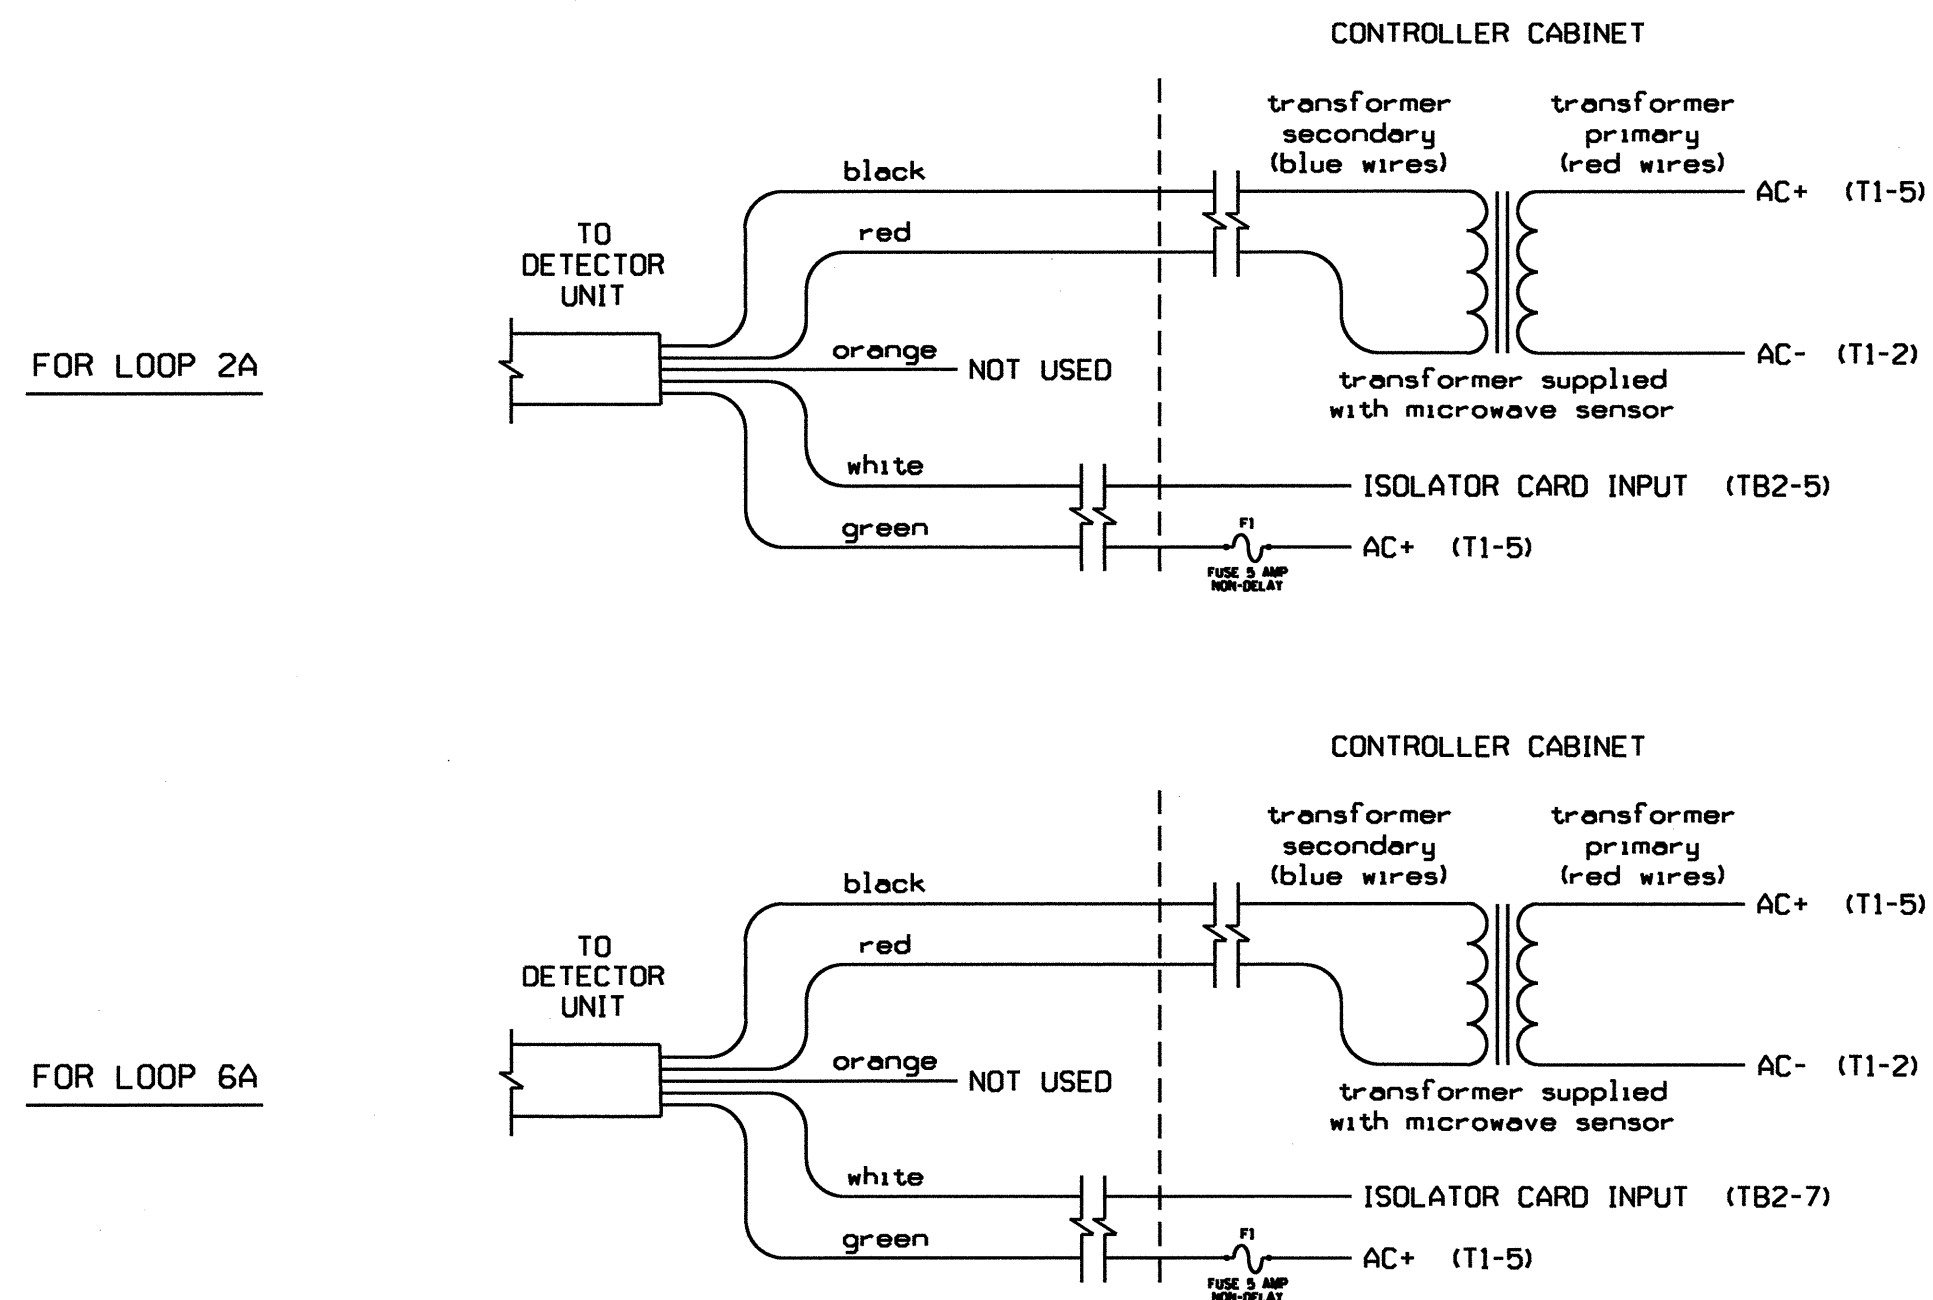 CONTROLLER CABINET
transformer
secondary
(blue wires)
transformer
primary
(red wires)
black
AC+ (T1-5)
red
TO
DETECTOR
UNIT
FOR LOOP 2A
orange
NOT USED
AC- (T1-2)
transformer supplied
with microwave sensor
white
ISOLATOR CARD INPUT (TB2-5)
green
F1
AC+ (T1-5)
FUSE 5 AMP
NON-DELAY
CONTROLLER CABINET
transformer
secondary
(blue wires)
transformer
primary
(red wires)
black
AC+ (T1-5)
red
TO
DETECTOR
UNIT
FOR LOOP 6A
orange
NOT USED
AC- (T1-2)
transformer supplied
with microwave sensor
white
ISOLATOR CARD INPUT (TB2-7)
green
F1
AC+ (T1-5)
FUSE 5 AMP
NON-DELAY